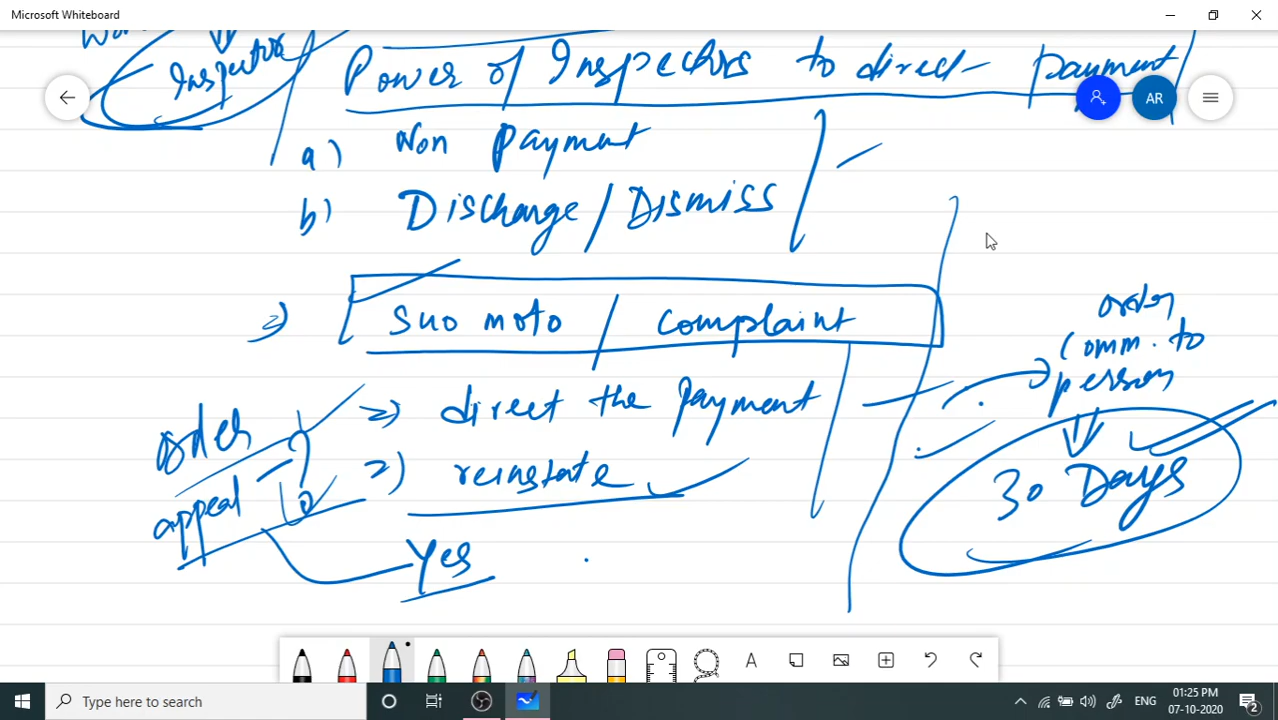 Microsoft Whiteboard
Inspector
Power of Inspectors to direct payment
AR
a) Non Payment
b) Discharge / Dismiss
Suo moto / complaint
order
Comm. to
person
30 Days
direct the Payment
reinstate
order
appeal
Yes
Type here to search
ENG
01:25 PM
07-10-2020
2